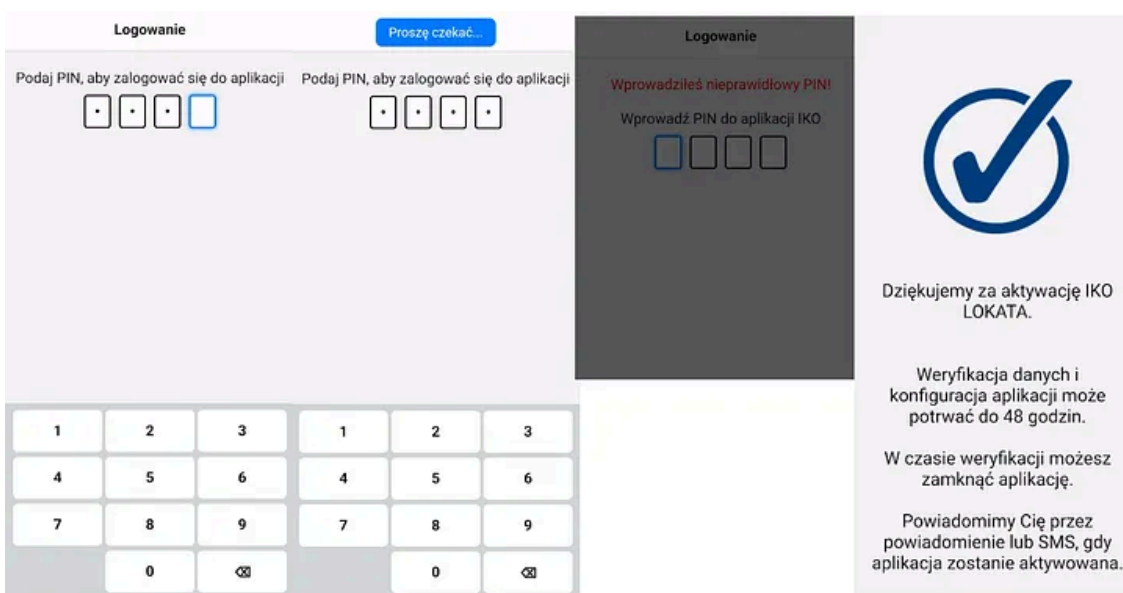 Logowanie
Podaj PIN, aby zalogować się do aplikacji
1 2 3
4 5 6
7 8 9
0
Proszę czekać...
Podaj PIN, aby zalogować się do aplikacji
1 2 3
4 5 6
7 8 9
0
Logowanie
Wprowadziłeś nieprawidłowy PIN!
Wprowadź PIN do aplikacji IKO
Dziękujemy za aktywację IKO
LOKATA.
Weryfikacja danych i
konfiguracja aplikacji może
potrwać do 48 godzin.
W czasie weryfikacji możesz
zamknąć aplikację.
Powiadomimy Cię przez
powiadomienie lub SMS, gdy
aplikacja zostanie aktywowana.